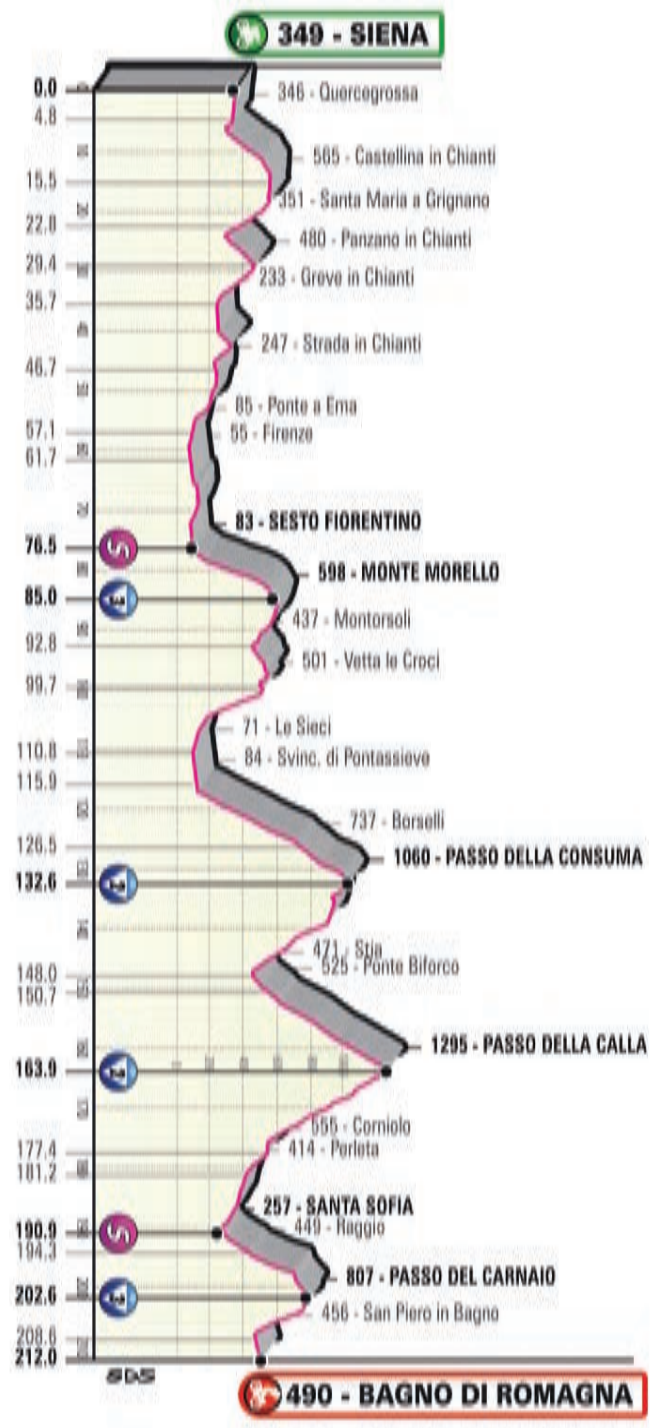 349 - SIENA
0.0
346 - Quercegrossa
4.8
565 - Castellina in Chianti
15.5
351 - Santa Maria a Grignano
22.8
480 - Panzano in Chianti
29.4
233 - Greve in Chianti
35.7
247 - Strada in Chianti
46.7
85 - Ponte a Ema
57.1
55 - Firenze
61.7
83 - SESTO FIORENTINO
76.5
S
598 - MONTE MORELLO
85.0
3
437 - Montorsoli
92.8
501 - Vetta le Croci
99.7
71 - Le Sieci
110.8
84 - Svinc. di Pontassieve
115.9
737 - Borselli
126.5
1060 - PASSO DELLA CONSUMA
132.6
2
471 - Stia
525 - Ponte Biforco
148.0
150.7
1295 - PASSO DELLA CALLA
163.9
2
555 - Corniolo
177.4
414 - Perleta
181.2
257 - SANTA SOFIA
190.9
S
449 - Raggio
194.3
807 - PASSO DEL CARNAIO
202.6
456 - San Piero in Bagno
208.6
212.0
SDS
490 - BAGNO DI ROMAGNA